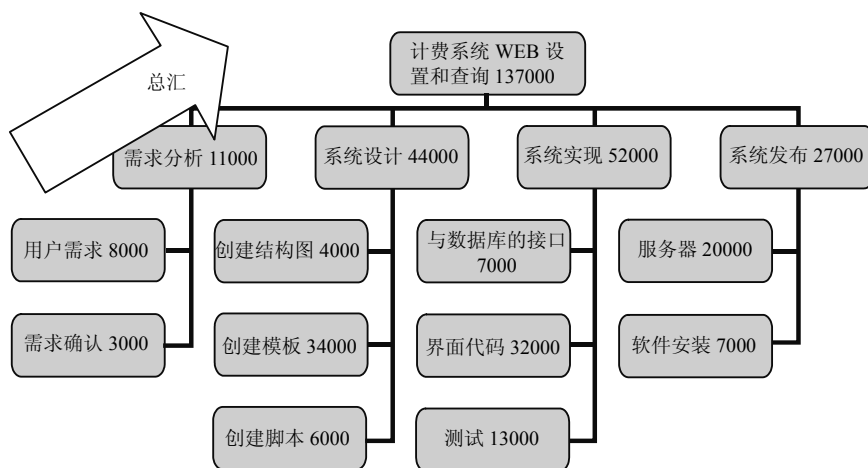 计费系统 WEB 设
置和查询 137000
总汇
需求分析 11000
系统设计 44000
系统实现 52000
系统发布 27000
用户需求 8000
创建结构图 4000
与数据库的接口
7000
服务器 20000
需求确认 3000
创建模板 34000
界面代码 32000
软件安装 7000
创建脚本 6000
测试 13000